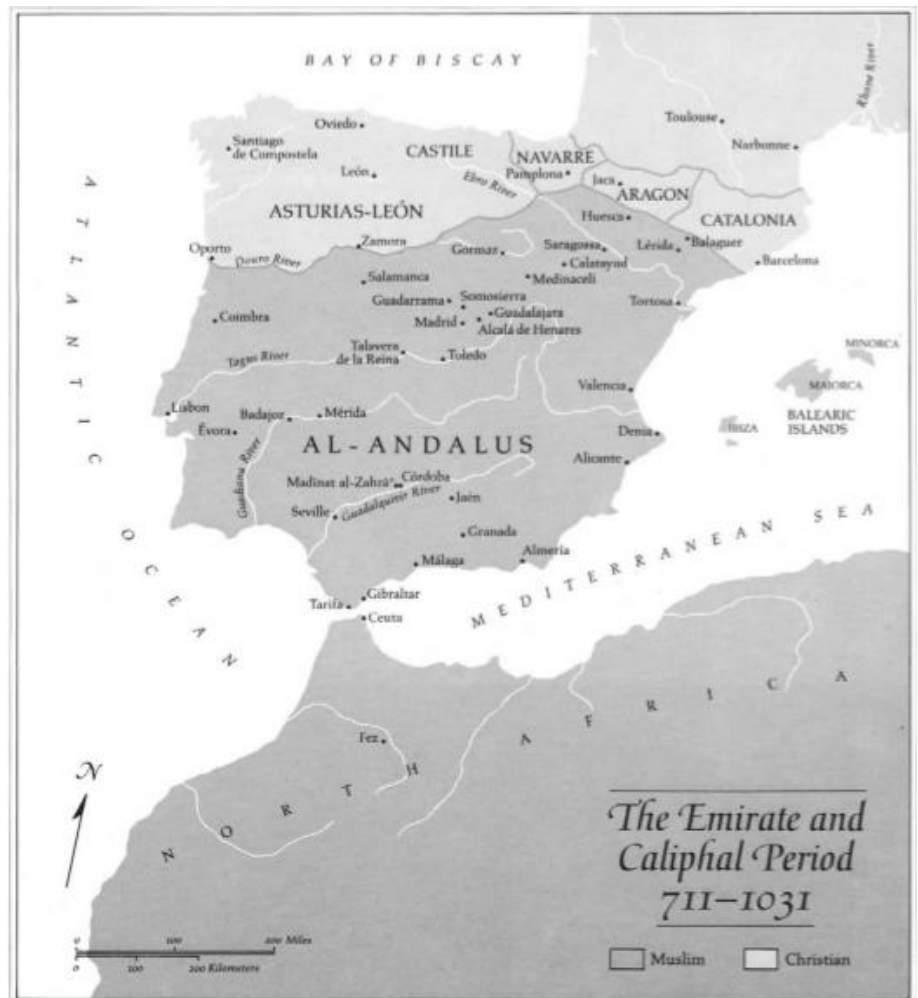 BAY OF BISCAY
Rhone River
Toulouse
Narbonne
Oviedo
Santiago
de Compostela
CASTILE
NAVARRE
Pamplona
León
Ebro River
Jaca
ARAGON
ASTURIAS-LEÓN
Huesca
CATALONIA
Oporto
Zamora
Douro River
Gormaz
Saragossa
Lérida
Balaguer
Barcelona
Calatayud
Salamanca
Medinaceli
Guadarrama
Somosierra
Tortosa
Coimbra
Madrid
Guadalajara
Alcalá de Henares
Talavera
de la Reina
Toledo
Tagus River
MINORCA
MAJORCA
Valencia
Lisbon
Badajoz
Mérida
BALEARIC
ISLANDS
IBIZA
Évora
Denia
AL-ANDALUS
Alicante
Guadiana River
Madinat al-Zahra'
Córdoba
Guadalquivir River
Jaén
Seville
Granada
Málaga
Almería
MEDITERRANEAN SEA
Gibraltar
Tarifa
Ceuta
ATLANTIC OCEAN
Fez
NORTH AFRICA
N
The Emirate and
Caliphal Period
711–1031
Muslim
Christian
0 100 200 Miles
0 100 200 Kilometers